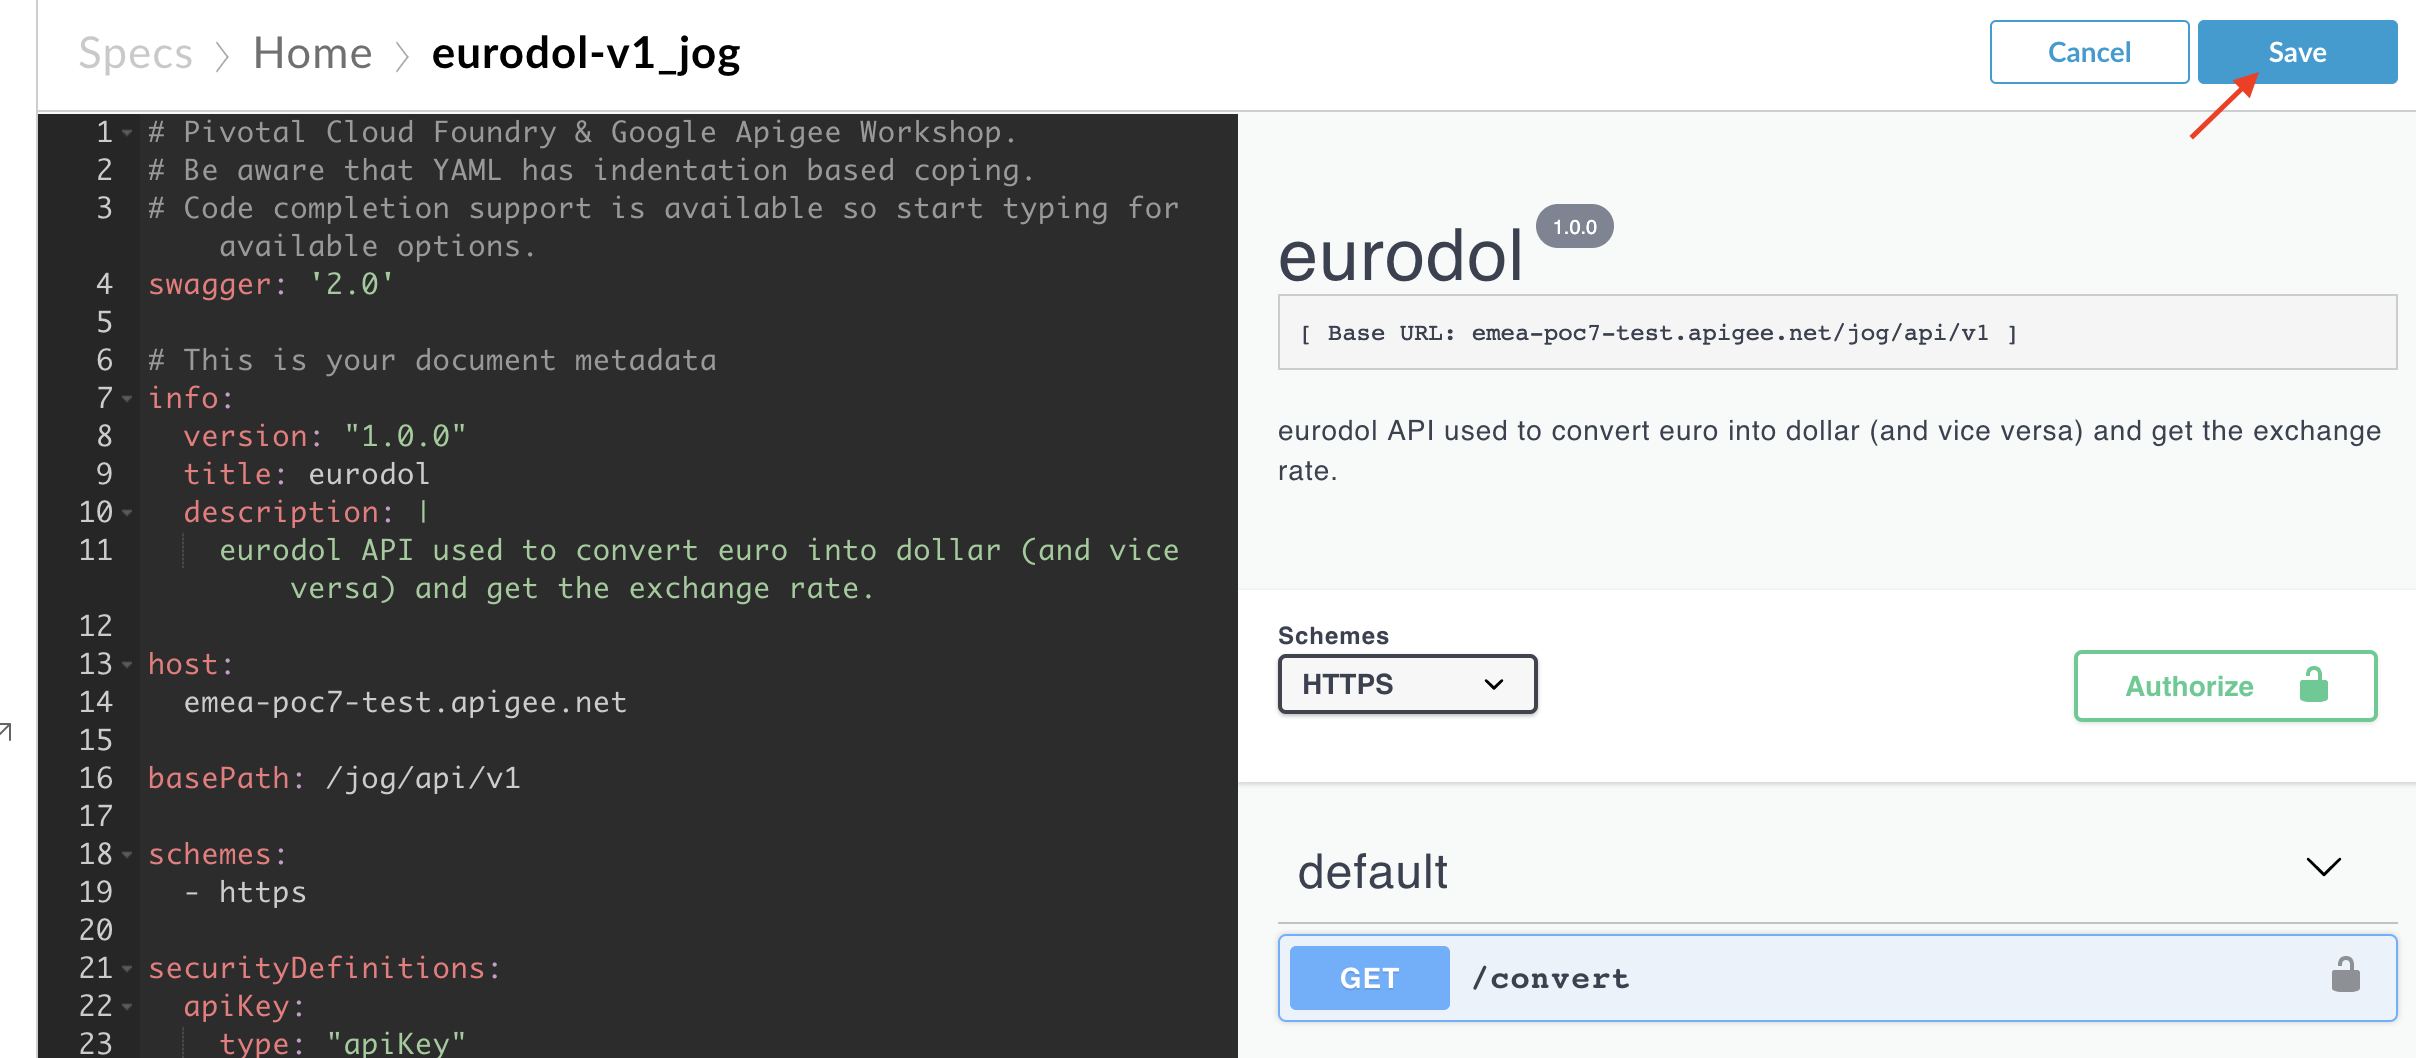 Specs > Home > eurodol-v1_jog
Cancel
Save
1 # Pivotal Cloud Foundry & Google Apigee Workshop.
2 # Be aware that YAML has indentation based coping.
3 # Code completion support is available so start typing for
available options.
4 swagger: '2.0'
5
6 # This is your document metadata
7 info:
8 version: "1.0.0"
9 title: eurodol
10 description: |
11 eurodol API used to convert euro into dollar (and vice
versa) and get the exchange rate.
12
13 host:
14 emea-poc7-test.apigee.net
15
16 basePath: /jog/api/v1
17
18 schemes:
19 - https
20
21 securityDefinitions:
22 apiKey:
23 type: "apiKey"
eurodol 1.0.0
[ Base URL: emea-poc7-test.apigee.net/jog/api/v1 ]
eurodol API used to convert euro into dollar (and vice versa) and get the exchange
rate.
Schemes
HTTPS
Authorize
default
GET /convert